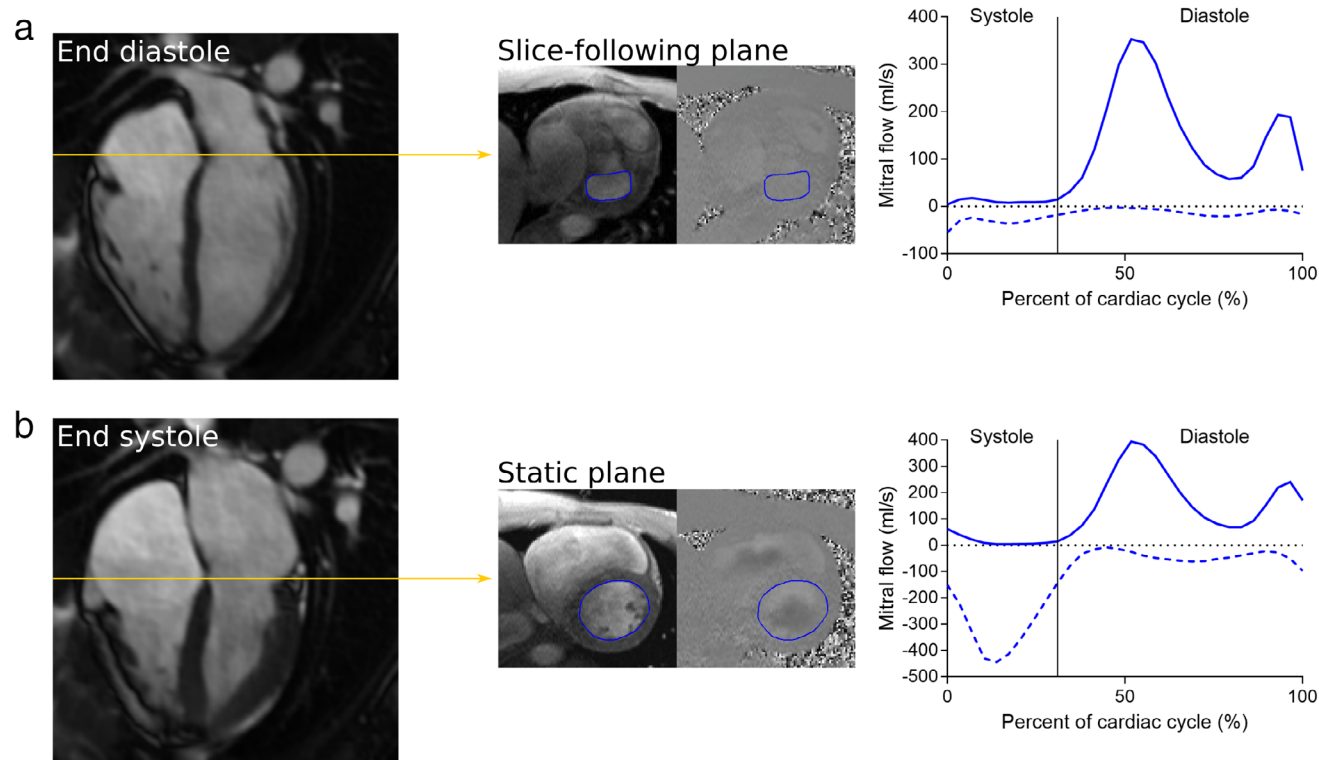 a
End diastole
Slice-following plane
Systole
Diastole
Mitral flow (ml/s)
400
300
200
100
0
-100
0
50
100
Percent of cardiac cycle (%)
b
End systole
Static plane
Systole
Diastole
Mitral flow (ml/s)
400
300
200
100
0
-100
-200
-300
-400
-500
0
50
100
Percent of cardiac cycle (%)